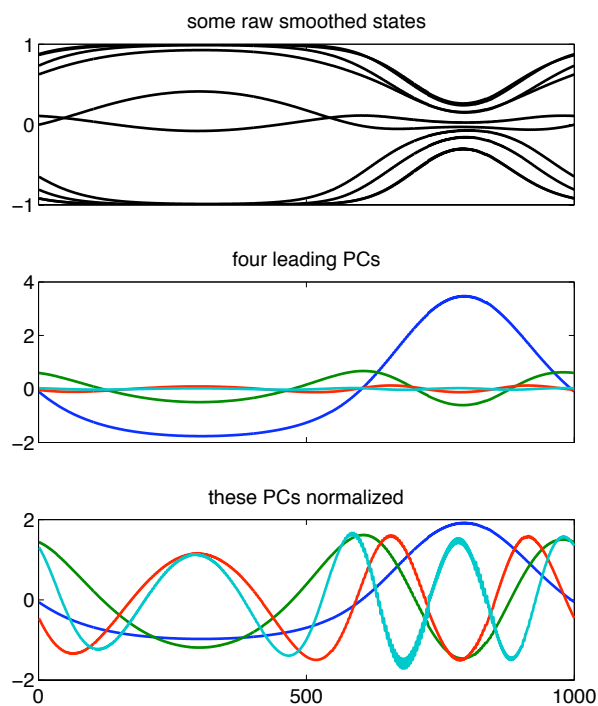 some raw smoothed states
1
0
−1
four leading PCs
4
2
0
−2
these PCs normalized
2
0
−2
0 500 1000